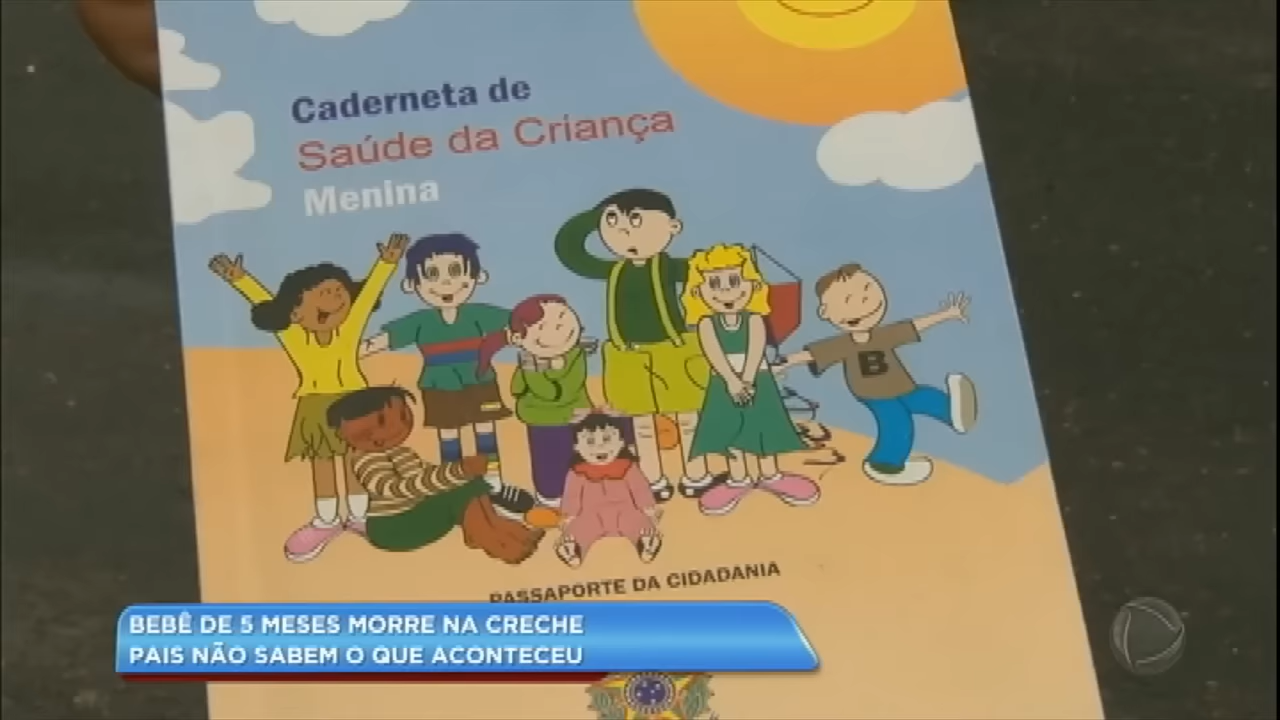 Caderneta de
Saúde da Criança
Menina
B
PASSAPORTE DA CIDADANIA
BEBÊ DE 5 MESES MORRE NA CRECHE
PAIS NÃO SABEM O QUE ACONTECEU